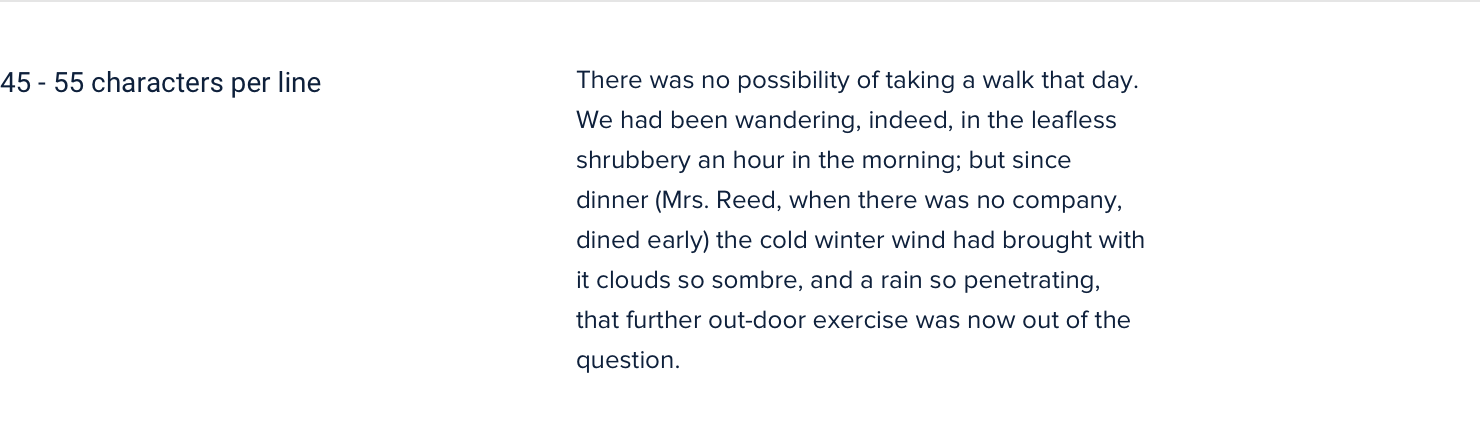 45 - 55 characters per line
There was no possibility of taking a walk that day.
We had been wandering, indeed, in the leafless
shrubbery an hour in the morning; but since
dinner (Mrs. Reed, when there was no company,
dined early) the cold winter wind had brought with
it clouds so sombre, and a rain so penetrating,
that further out-door exercise was now out of the
question.